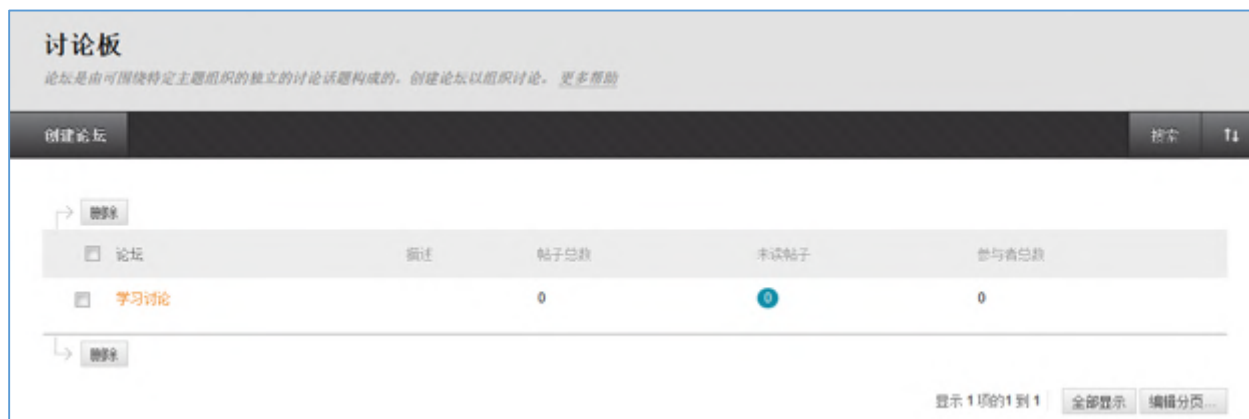 讨论板
论坛是由可围绕特定主题组织的独立的讨论话题构成的。创建论坛以组织讨论。 更多帮助
创建论坛 搜索
删除
论坛 描述 帖子总数 未读帖子 参与者总数
学习讨论 0 0 0
删除
显示 1 项的1 到 1 全部显示 编辑分页...